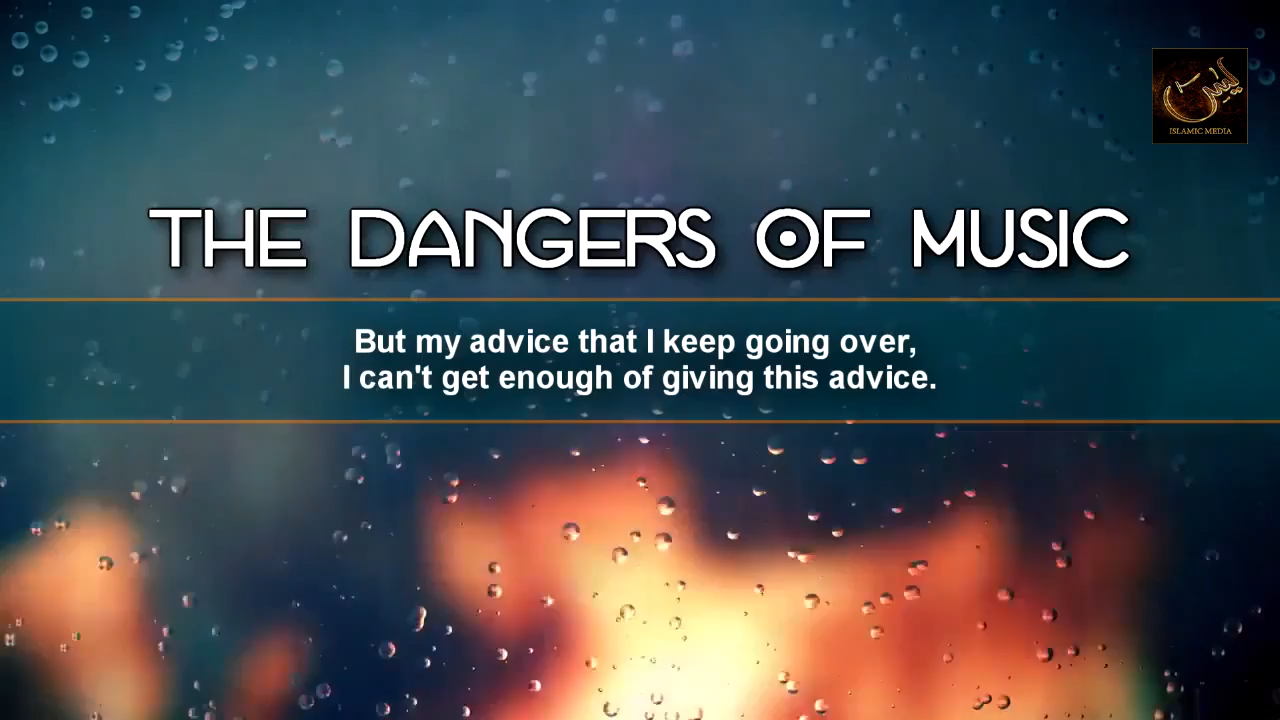 يس
ISLAMIC MEDIA
THE DANGERS OF MUSIC
But my advice that I keep going over,
I can't get enough of giving this advice.